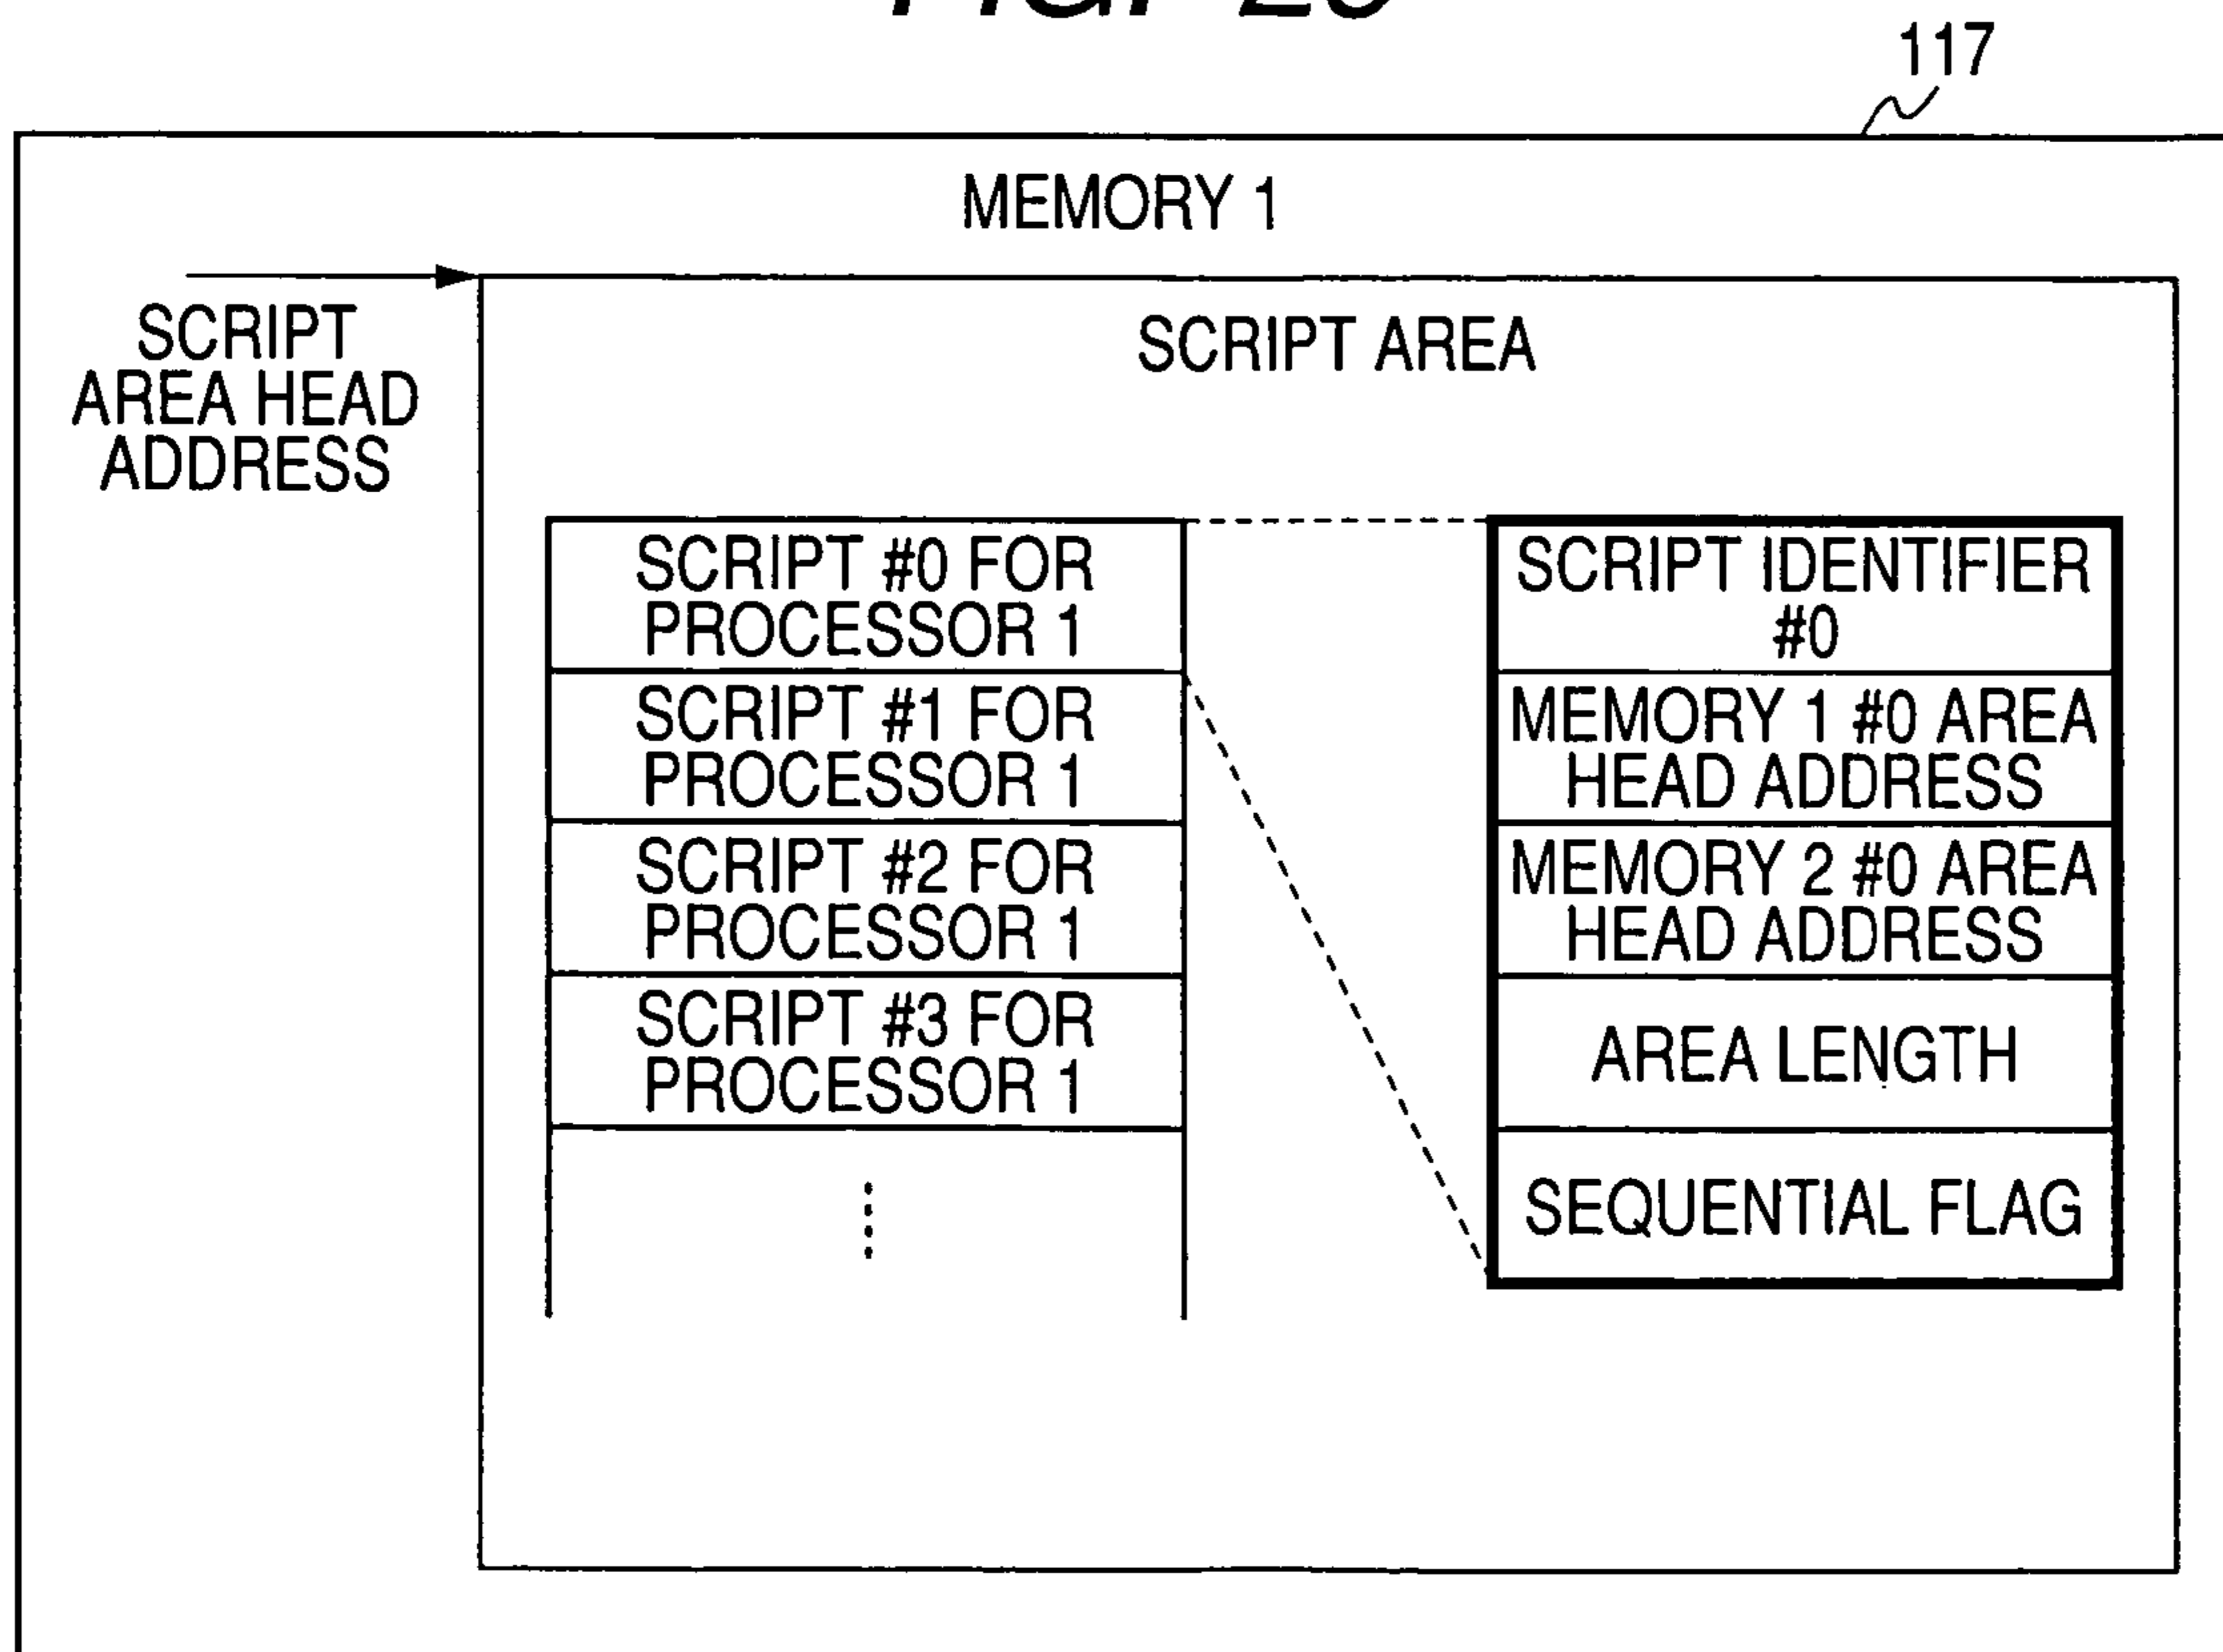 117
MEMORY 1
SCRIPT
AREA HEAD
ADDRESS
SCRIPT AREA
SCRIPT #0 FOR
PROCESSOR 1
SCRIPT #1 FOR
PROCESSOR 1
SCRIPT #2 FOR
PROCESSOR 1
SCRIPT #3 FOR
PROCESSOR 1
SCRIPT IDENTIFIER
#0
MEMORY 1 #0 AREA
HEAD ADDRESS
MEMORY 2 #0 AREA
HEAD ADDRESS
AREA LENGTH
SEQUENTIAL FLAG